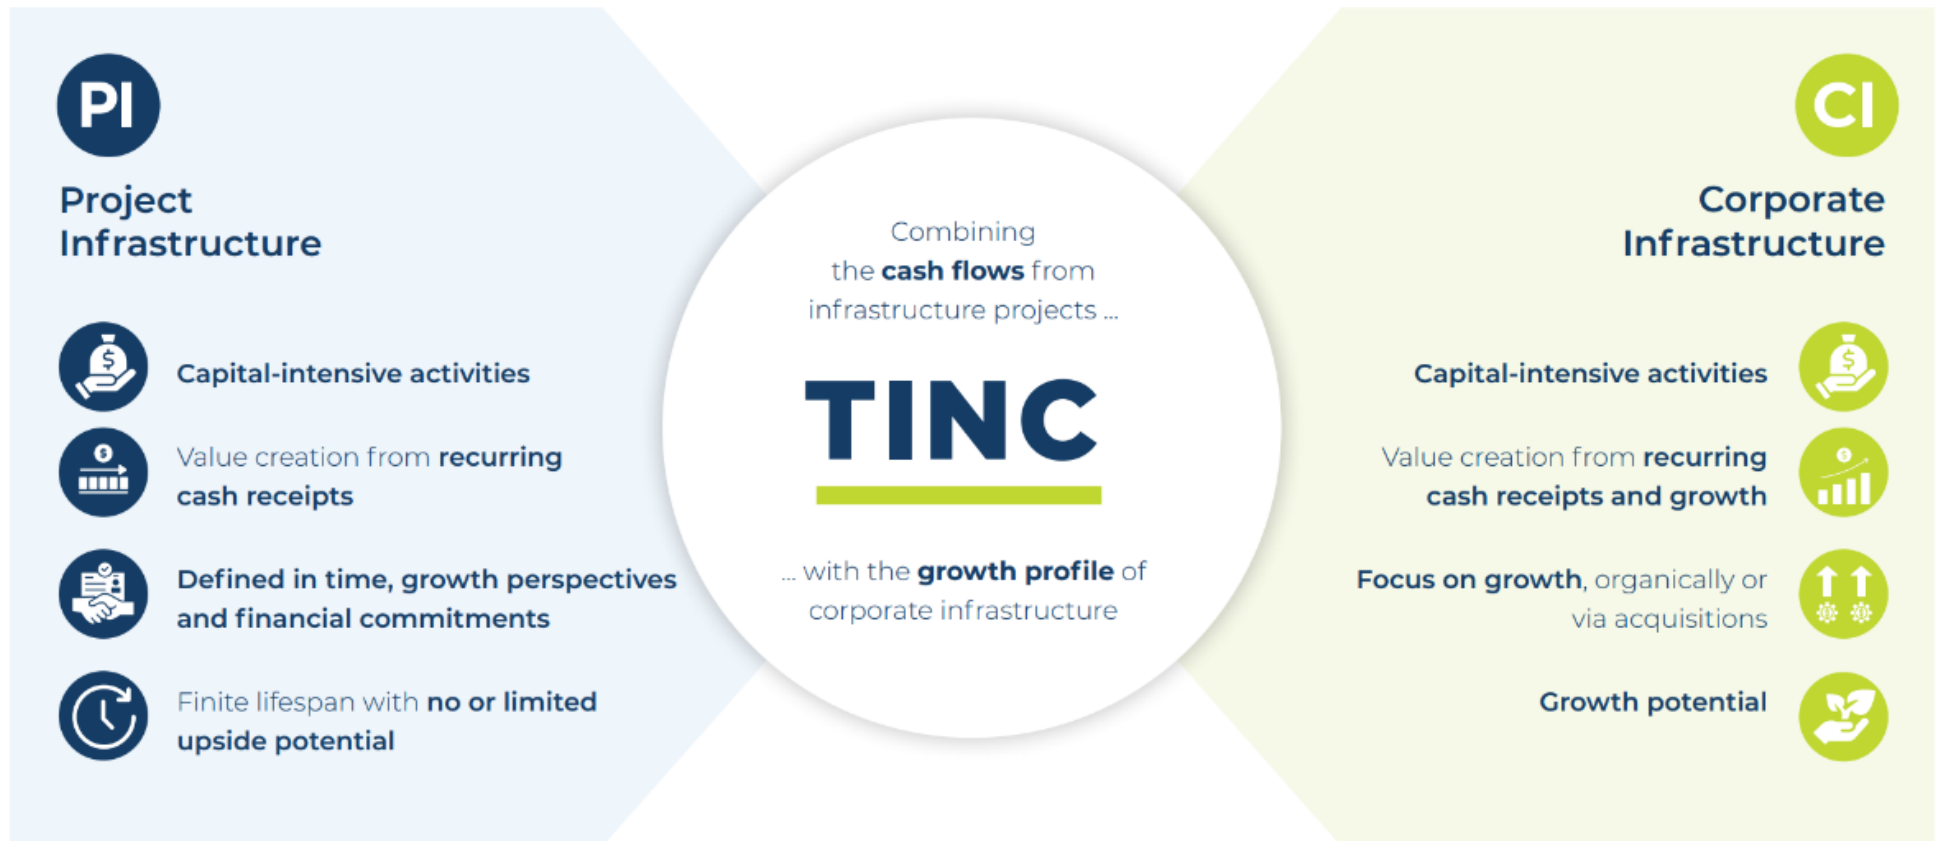 PI
Project
Infrastructure
Capital-intensive activities
Value creation from recurring
cash receipts
Defined in time, growth perspectives
and financial commitments
Finite lifespan with no or limited
upside potential
Combining
the cash flows from
infrastructure projects ...
TINC
... with the growth profile of
corporate infrastructure
CI
Corporate
Infrastructure
Capital-intensive activities
Value creation from recurring
cash receipts and growth
Focus on growth, organically or
via acquisitions
Growth potential